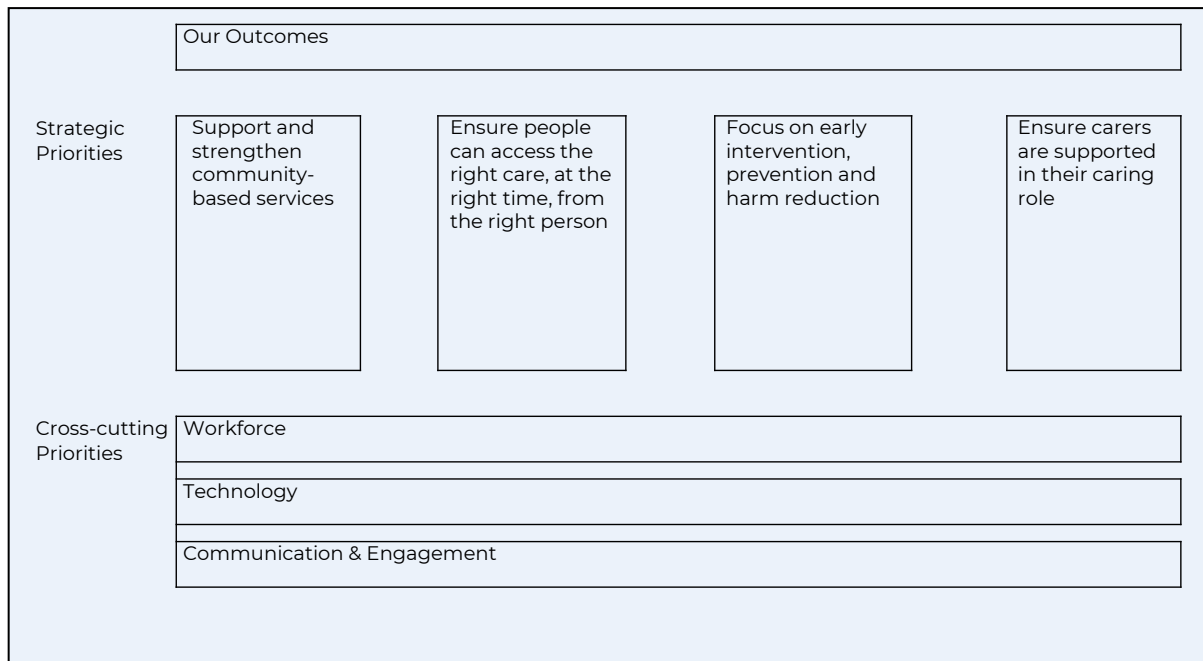 Our Outcomes
Strategic
Priorities
Support and
strengthen
community-
based services
Ensure people
can access the
right care, at the
right time, from
the right person
Focus on early
intervention,
prevention and
harm reduction
Ensure carers
are supported
in their caring
role
Cross-cutting
Priorities
Workforce
Technology
Communication & Engagement